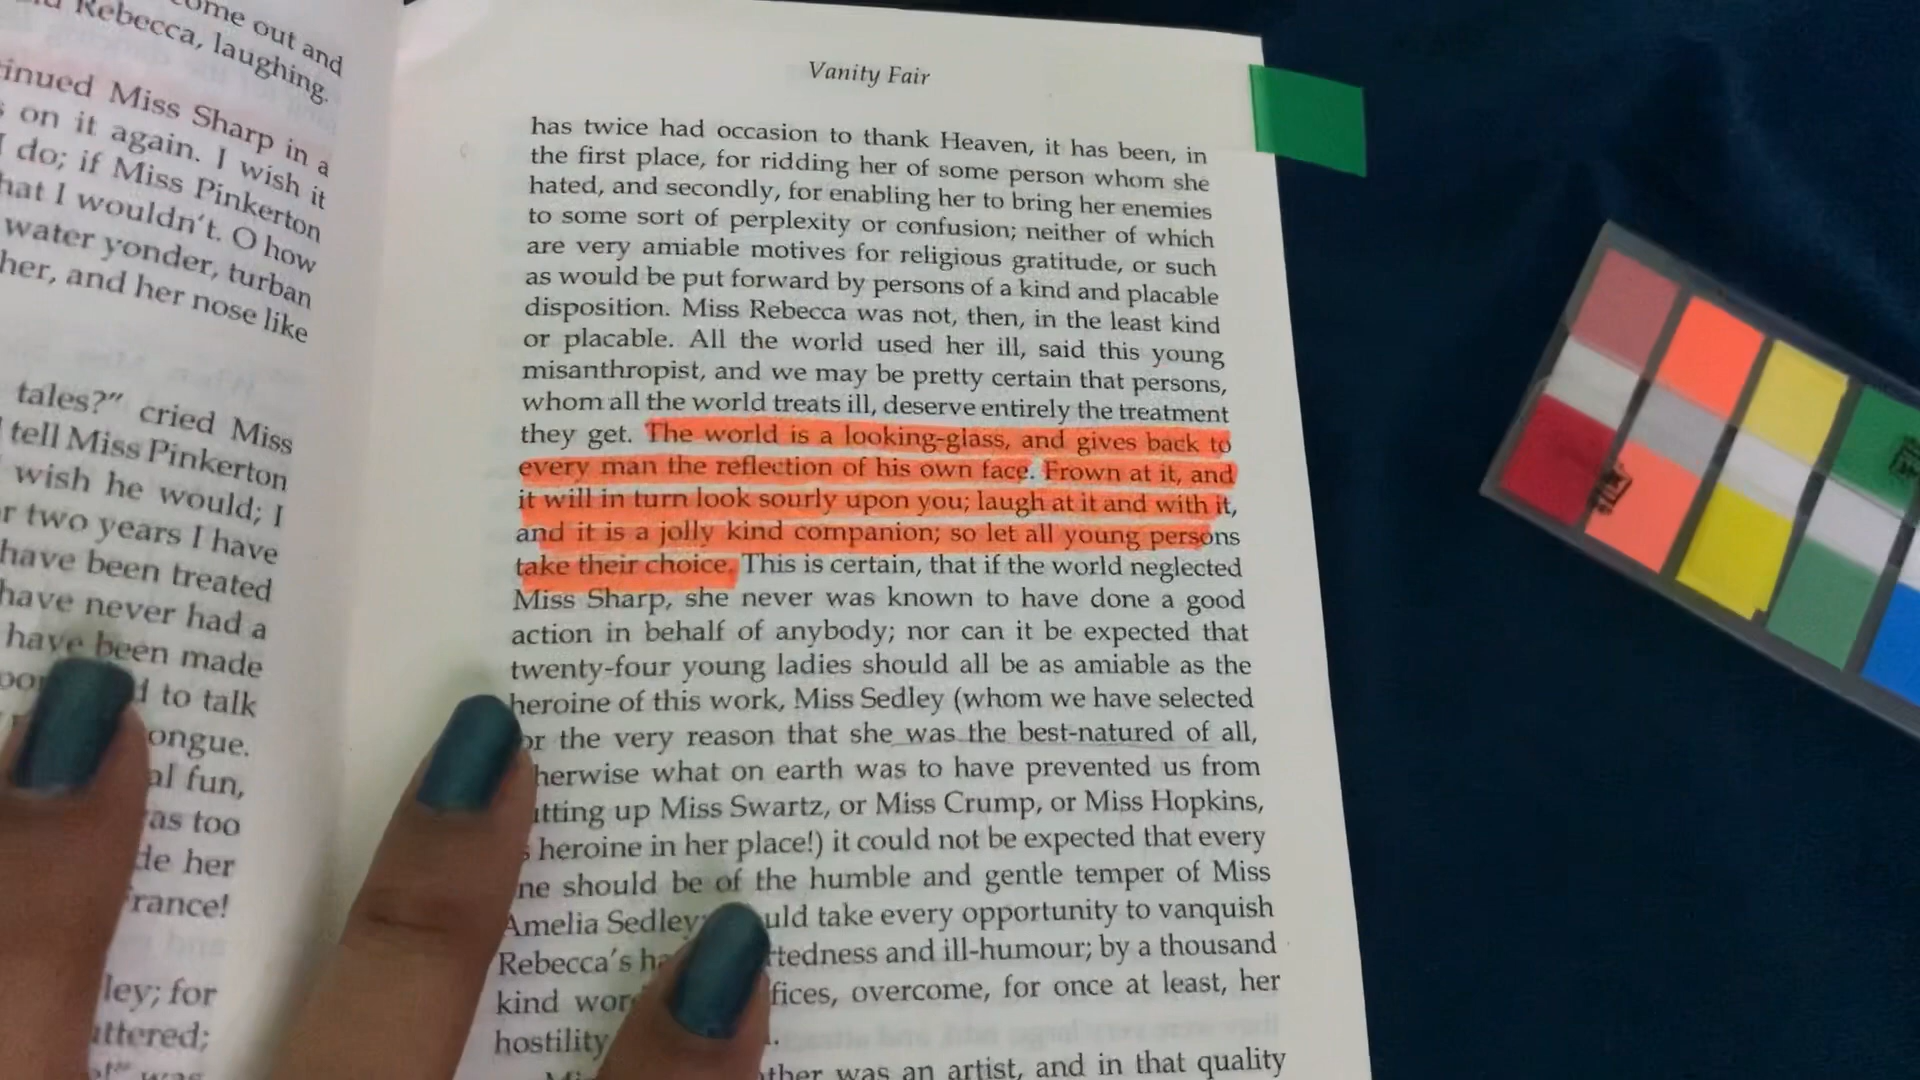 come out and
Rebecca, laughing.
tinued Miss Sharp in a
on it again. I wish it
I do; if Miss Pinkerton
that I wouldn't. O how
water yonder, turban
her, and her nose like
tales?" cried Miss
tell Miss Pinkerton
wish he would; I
two years I have
have been treated
have never had a
have been made
to talk
ongue.
al fun,
as too
de her
rance!
ley; for
ttered;
was
Vanity Fair
has twice had occasion to thank Heaven, it has been, in
the first place, for ridding her of some person whom she
hated, and secondly, for enabling her to bring her enemies
to some sort of perplexity or confusion; neither of which
are very amiable motives for religious gratitude, or such
as would be put forward by persons of a kind and placable
disposition. Miss Rebecca was not, then, in the least kind
or placable. All the world used her ill, said this young
misanthropist, and we may be pretty certain that persons,
whom all the world treats ill, deserve entirely the treatment
they get. The world is a looking-glass, and gives back to
every man the reflection of his own face. Frown at it, and
it will in turn look sourly upon you; laugh at it and with it,
and it is a jolly kind companion; so let all young persons
take their choice. This is certain, that if the world neglected
Miss Sharp, she never was known to have done a good
action in behalf of anybody; nor can it be expected that
twenty-four young ladies should all be as amiable as the
heroine of this work, Miss Sedley (whom we have selected
or the very reason that she was the best-natured of all,
herwise what on earth was to have prevented us from
utting up Miss Swartz, or Miss Crump, or Miss Hopkins,
s heroine in her place!) it could not be expected that every
ne should be of the humble and gentle temper of Miss
Amelia Sedley; uld take every opportunity to vanquish
Rebecca's ha rtedness and ill-humour; by a thousand
kind wor fices, overcome, for once at least, her
hostility
ther was an artist, and in that quality